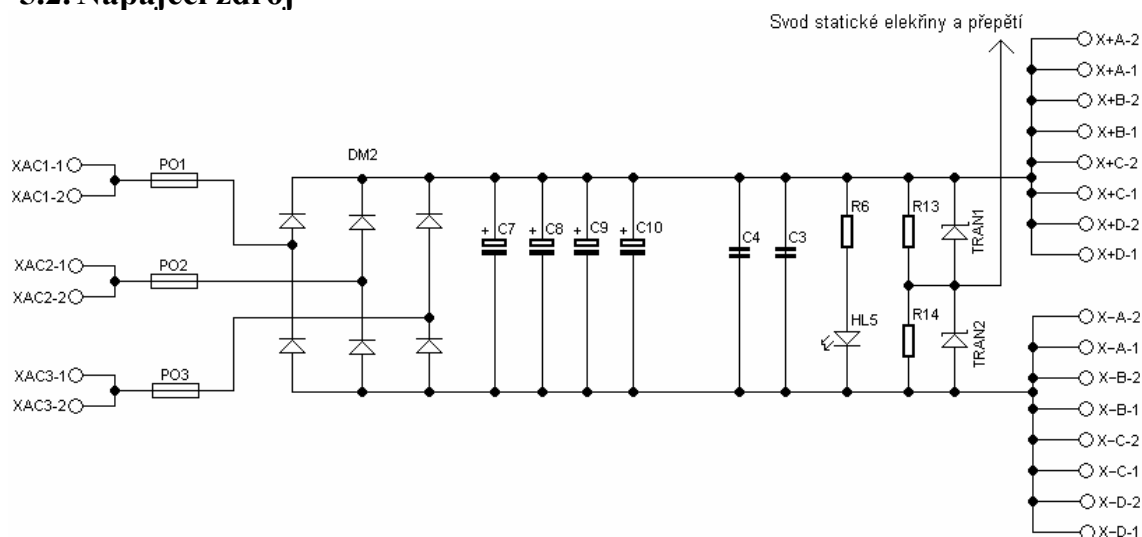 3.2. Napájecí zdroj
Svod statické elekřiny a přepětí
X+A-2
X+A-1
X+B-2
X+B-1
X+C-2
X+C-1
X+D-2
X+D-1
XAC1-1
XAC1-2
PO1
DM2
XAC2-1
XAC2-2
PO2
XAC3-1
XAC3-2
PO3
+ C7
+ C8
+ C9
+ C10
C4
C3
R6
HL5
R13
R14
TRAN1
TRAN2
X-A-2
X-A-1
X-B-2
X-B-1
X-C-2
X-C-1
X-D-2
X-D-1